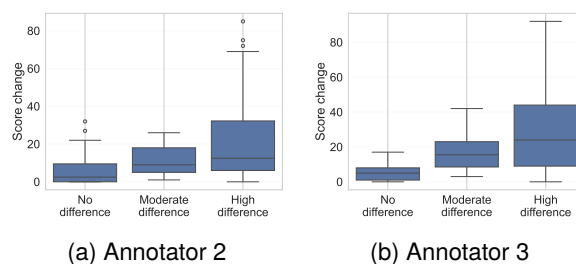 80
60
40
20
0
Score change
No difference
Moderate difference
High difference
(a) Annotator 2
80
60
40
20
0
Score change
No difference
Moderate difference
High difference
(b) Annotator 3